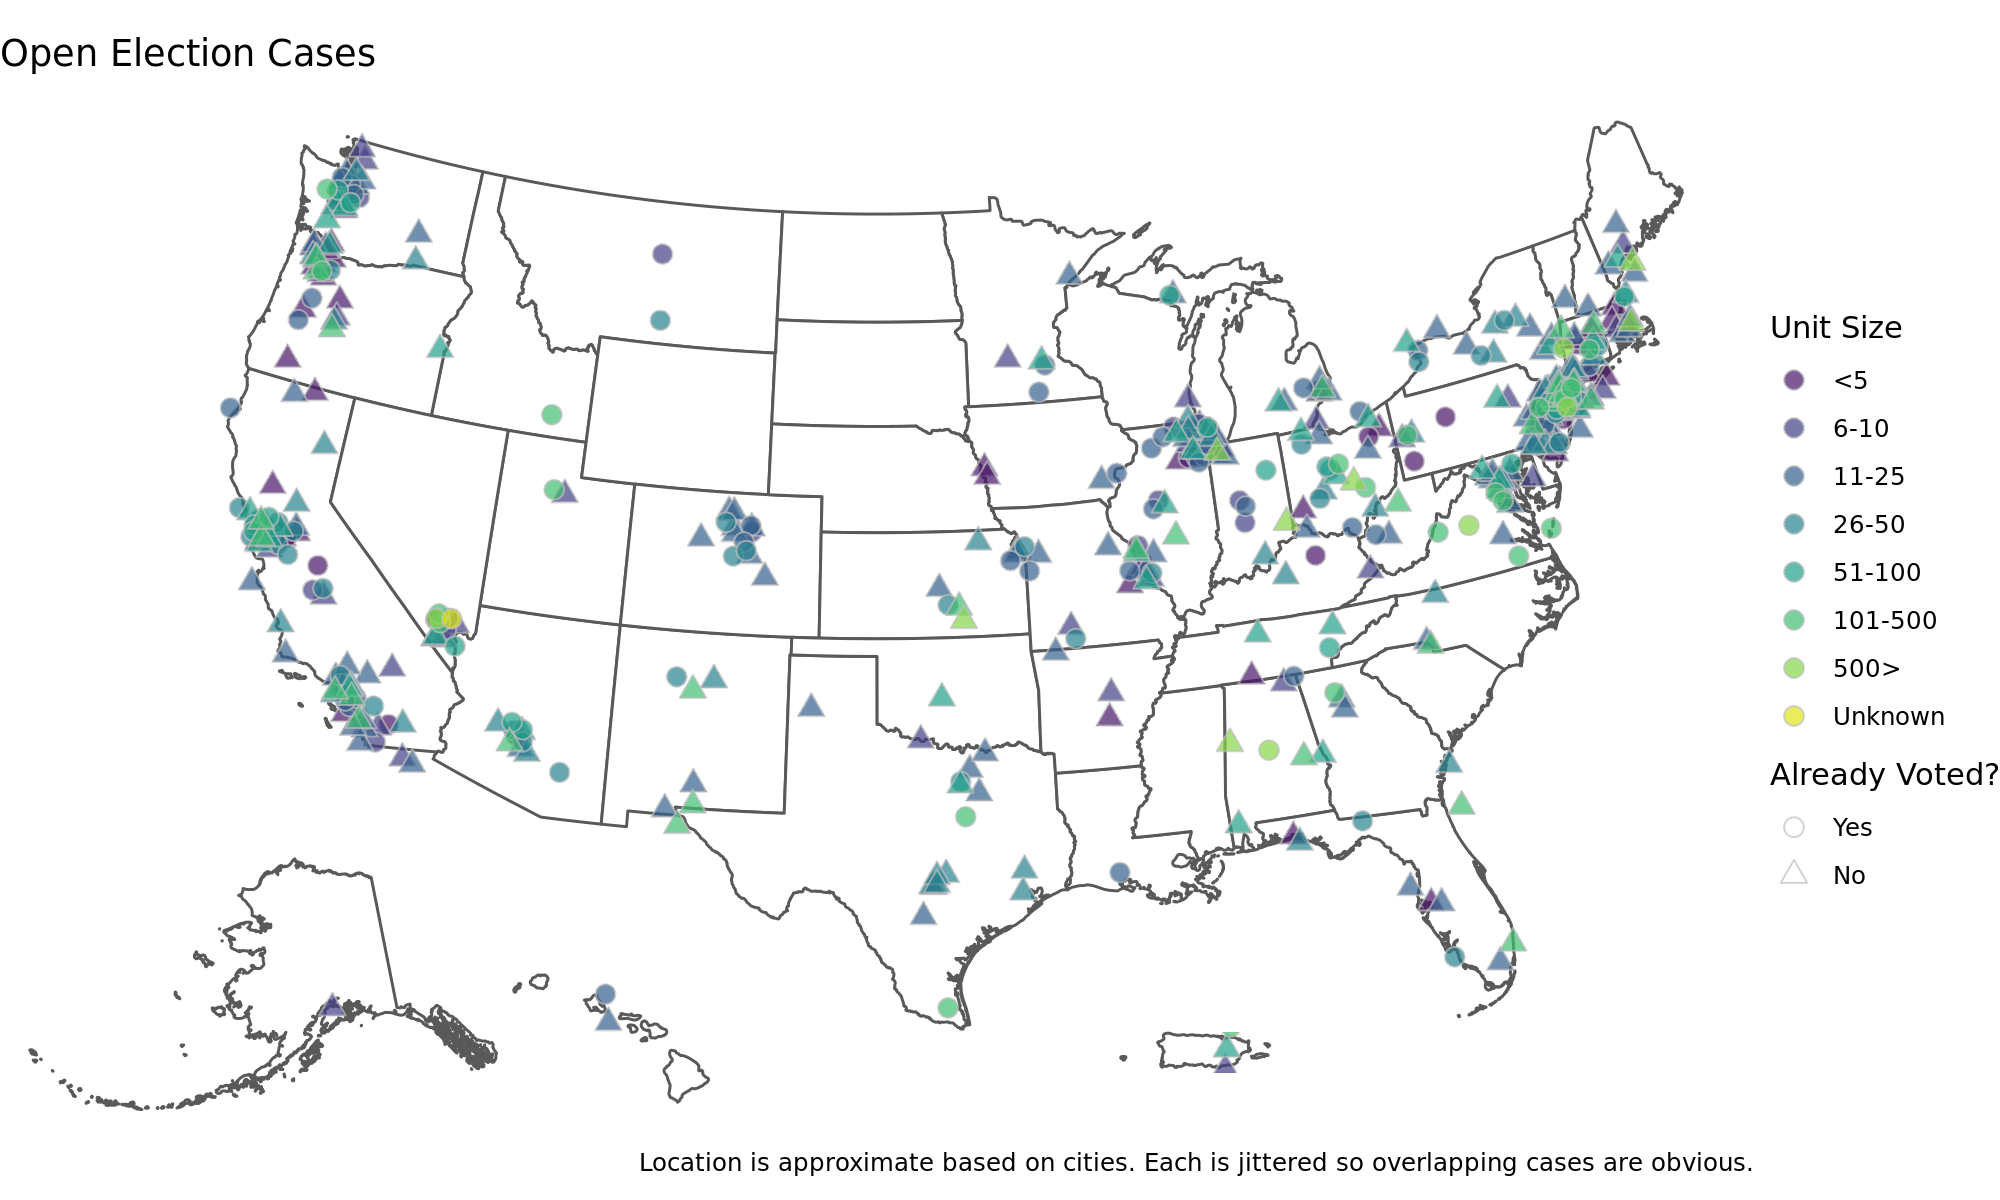 Open Election Cases
Unit Size
<5
6-10
11-25
26-50
51-100
101-500
500>
Unknown
Already Voted?
Yes
No
Location is approximate based on cities. Each is jittered so overlapping cases are obvious.